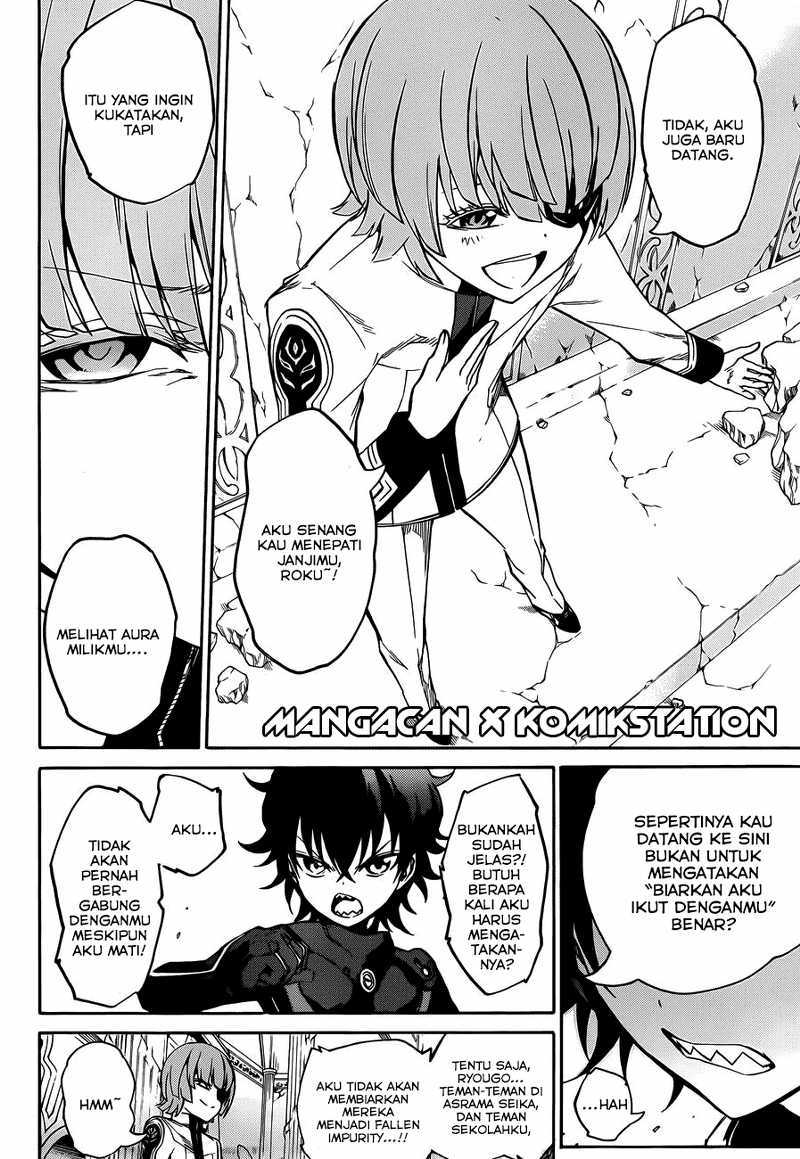 TIDAK, AKU
JUGA BARU
DATANG.
AKU SENANG
KAU MENEPATI
JANJIMU,
ROKU~!
ITU YANG INGIN
KUKATAKAN,
TAPI
MELIHAT AURA
MILIKMU....
MANGACAN X KOMIKSTATION
SEPERTINYA KAU
DATANG KE SINI
BUKAN UNTUK
MENGATAKAN
"BIARKAN AKU
IKUT DENGANMU"
BENAR?
...HAH
BUKANKAH
SUDAH
JELAS?!
BUTUH
BERAPA
KALI AKU
HARUS
MENGA-
TAKAN-
NYA?
AKU...
TIDAK
AKAN
PERNAH
BER-
GABUNG
DENGANMU
MESKIPUN
AKU MATI!
TENTU SAJA,
RYOUGO...
TEMAN-TEMAN DI
ASRAMA SEIKA,
DAN TEMAN
SEKOLAHKU,
AKU TIDAK AKAN
MEMBIARKAN
MEREKA
MENJADI FALLEN
IMPURITY...!!
HMM~